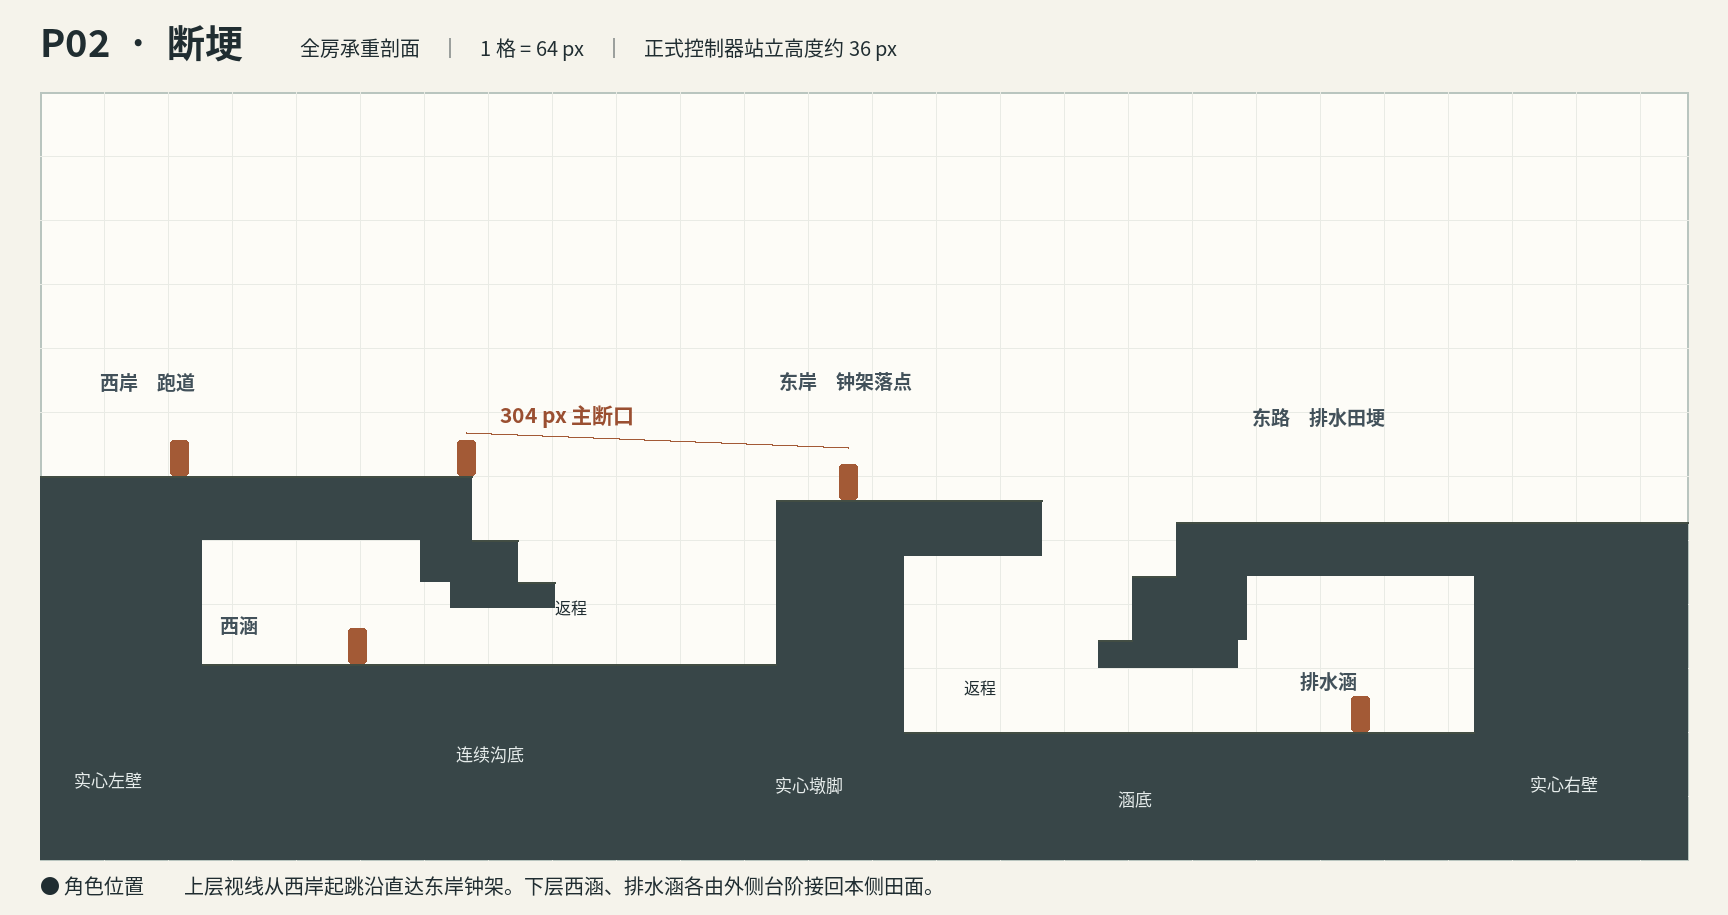 P02 · 断埂
全房承重剖面 | 1 格 = 64 px | 正式控制器站立高度约 36 px
西岸 跑道
东岸 钟架落点
304 px 主断口
东路 排水田埂
返程
西涵
返程
排水涵
连续沟底
实心左壁
实心墩脚
涵底
实心右壁
● 角色位置 上层视线从西岸起跳沿直达东岸钟架。下层西涵、排水涵各由外侧台阶接回本侧田面。